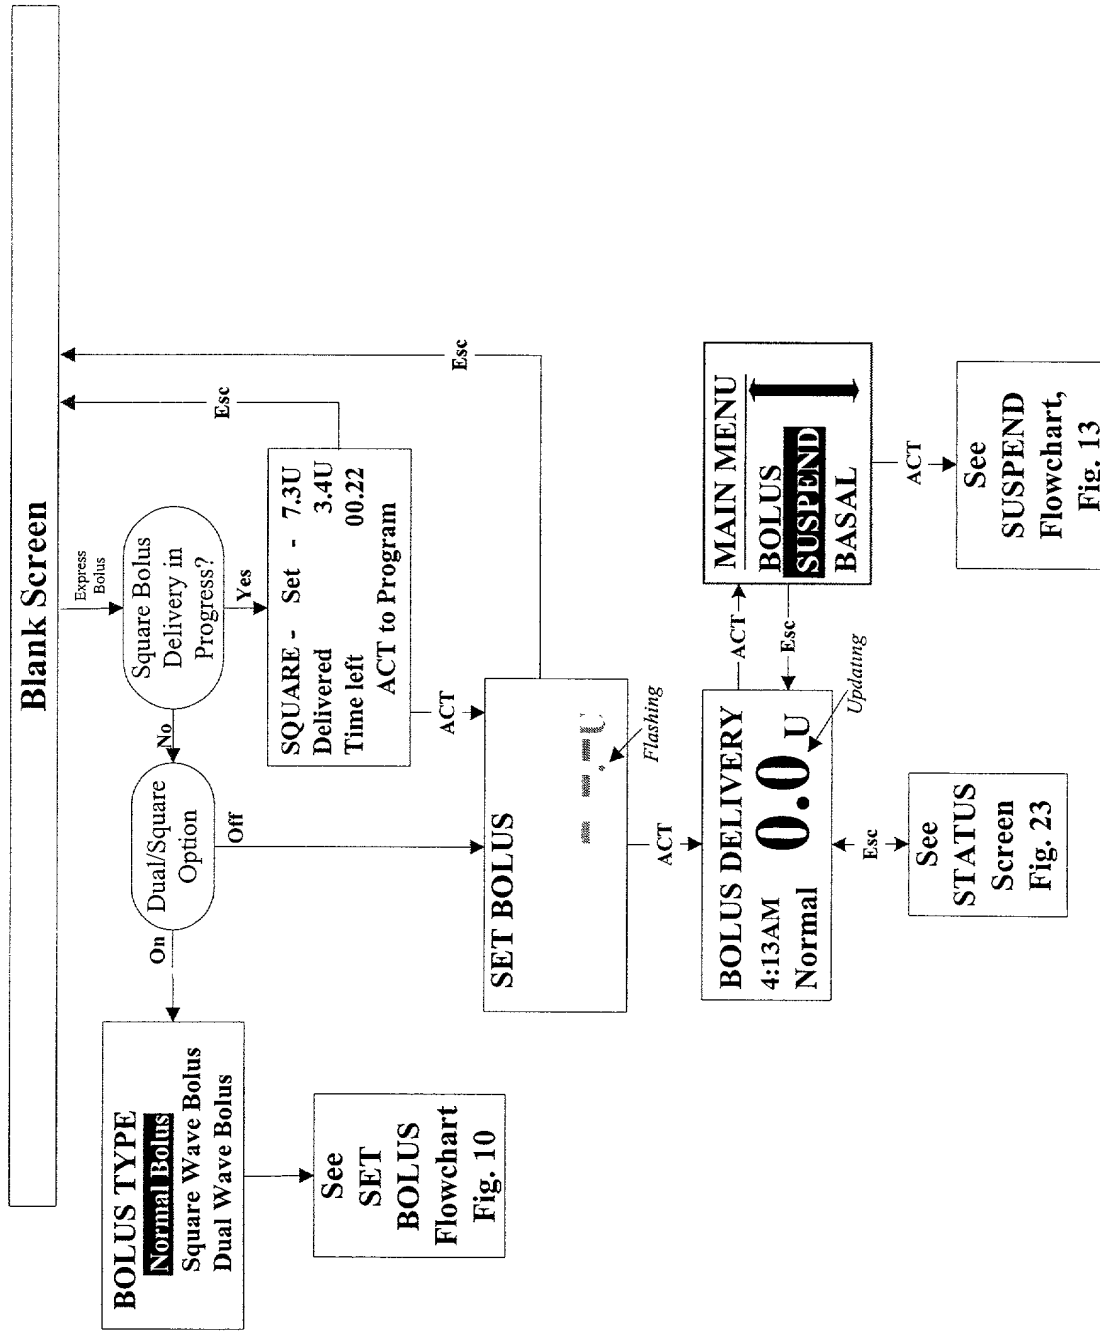 Blank Screen
Express
Bolus
Square Bolus
Delivery in
Progress?
No
Yes
Dual/Square
Option
On
Off
BOLUS TYPE
Normal Bolus
Square Wave Bolus
Dual Wave Bolus
See
SET
BOLUS
Flowchart
Fig. 10
SQUARE - Set - 7.3U
Delivered 3.4U
Time left 00.22
ACT to Program
Esc
Esc
ACT
SET BOLUS
- - -.-U
Flashing
ACT
BOLUS DELIVERY
4:13AM 0.0 U
Normal
Updating
ACT
Esc
MAIN MENU
BOLUS
SUSPEND
BASAL
Esc
See
STATUS
Screen
Fig. 23
ACT
See
SUSPEND
Flowchart,
Fig. 13